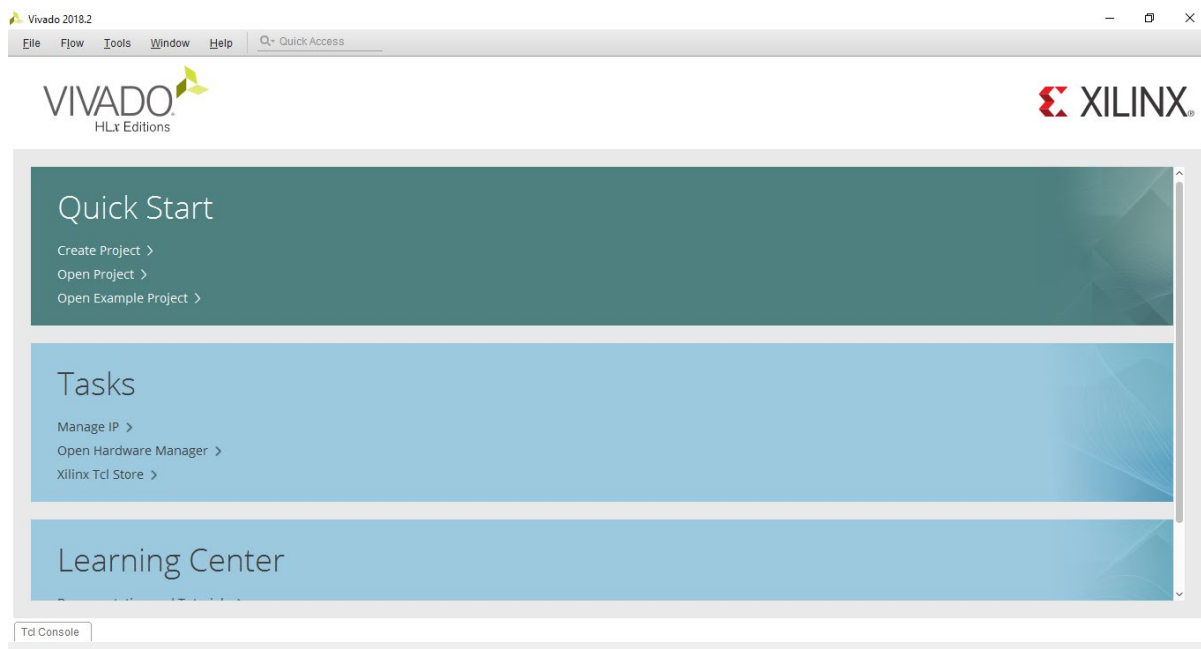 Vivado 2018.2
File Flow Tools Window Help Quick Access
VIVADO.
HLx Editions
XILINX®
Quick Start
Create Project >
Open Project >
Open Example Project >
Tasks
Manage IP >
Open Hardware Manager >
Xilinx Tcl Store >
Learning Center
Tcl Console